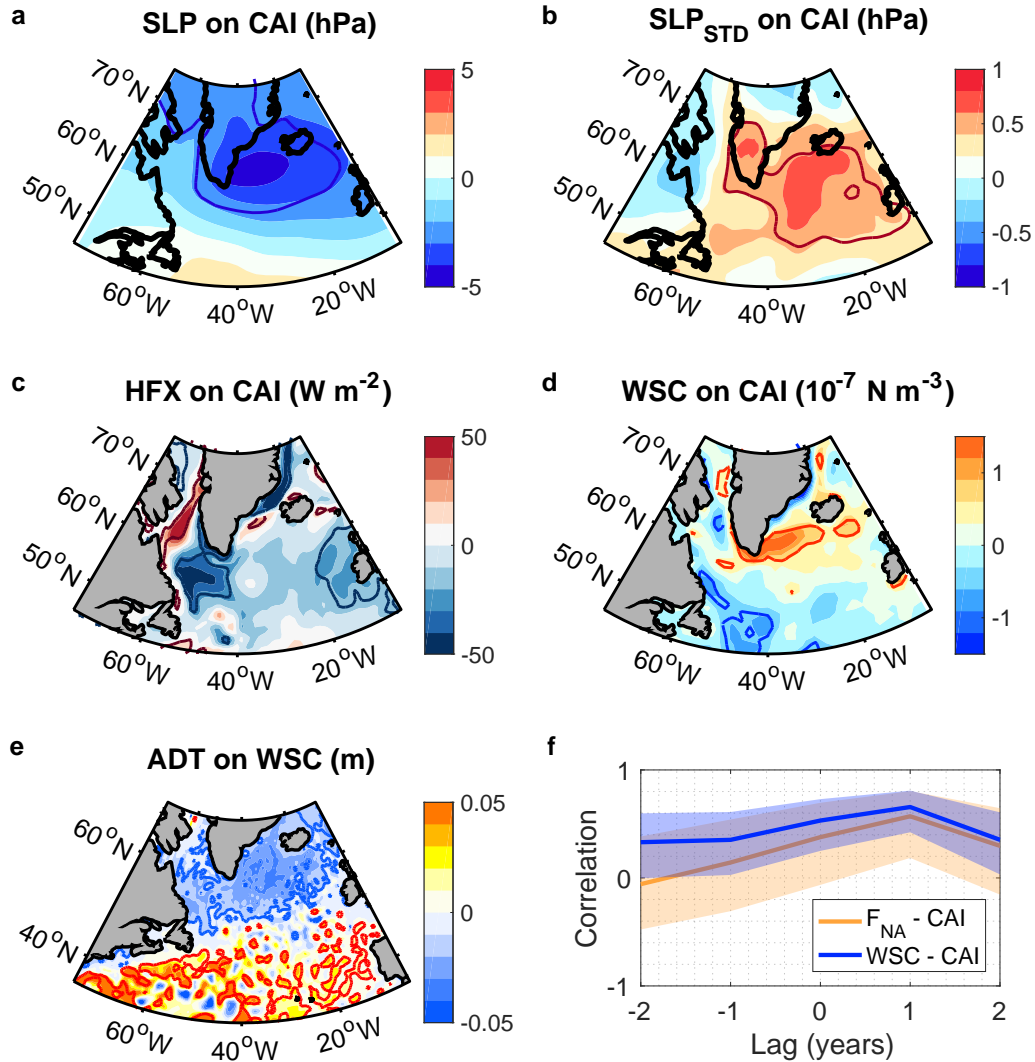 a
SLP on CAI (hPa)
70°N
60°N
50°N
60°W
40°W
20°W
5
0
-5
b
SLP_STD on CAI (hPa)
70°N
60°N
50°N
60°W
40°W
20°W
1
0.5
0
-0.5
-1
c
HFX on CAI (W m⁻²)
70°N
60°N
50°N
60°W
40°W
20°W
50
0
-50
d
WSC on CAI (10⁻⁷ N m⁻³)
70°N
60°N
50°N
60°W
40°W
20°W
1
0
-1
e
ADT on WSC (m)
60°N
40°N
60°W
40°W
20°W
0.05
0
-0.05
f
Correlation
1
0
-1
-2
-1
0
1
2
Lag (years)
F_NA - CAI
WSC - CAI